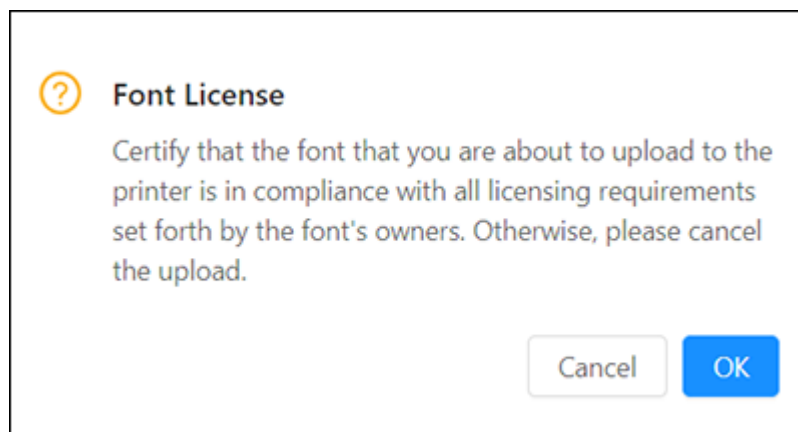 Font License
Certify that the font that you are about to upload to the
printer is in compliance with all licensing requirements
set forth by the font's owners. Otherwise, please cancel
the upload.
Cancel OK